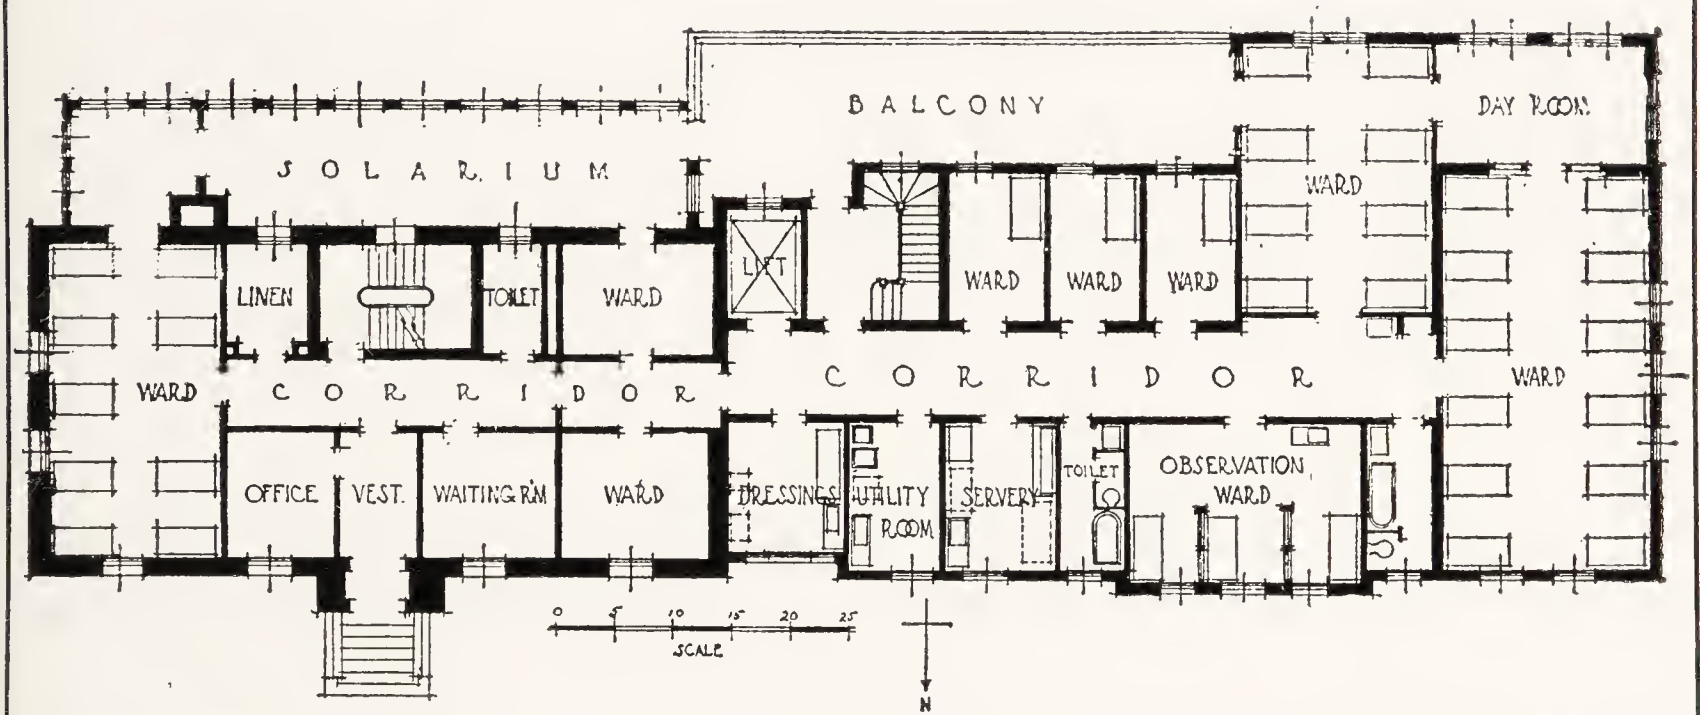 BALCONY
DAY ROOM
SOLARIUM
WARD
LIFT
LINEN
TOILET
WARD
WARD
WARD
WARD
WARD
CORRIDOR
CORRIDOR
WARD
OFFICE
VEST.
WAITING R'M
WARD
DRESSINGS
UTILITY
ROOM
SERVERY
TOILET
OBSERVATION
WARD
0 5 10 15 20 25
SCALE
N